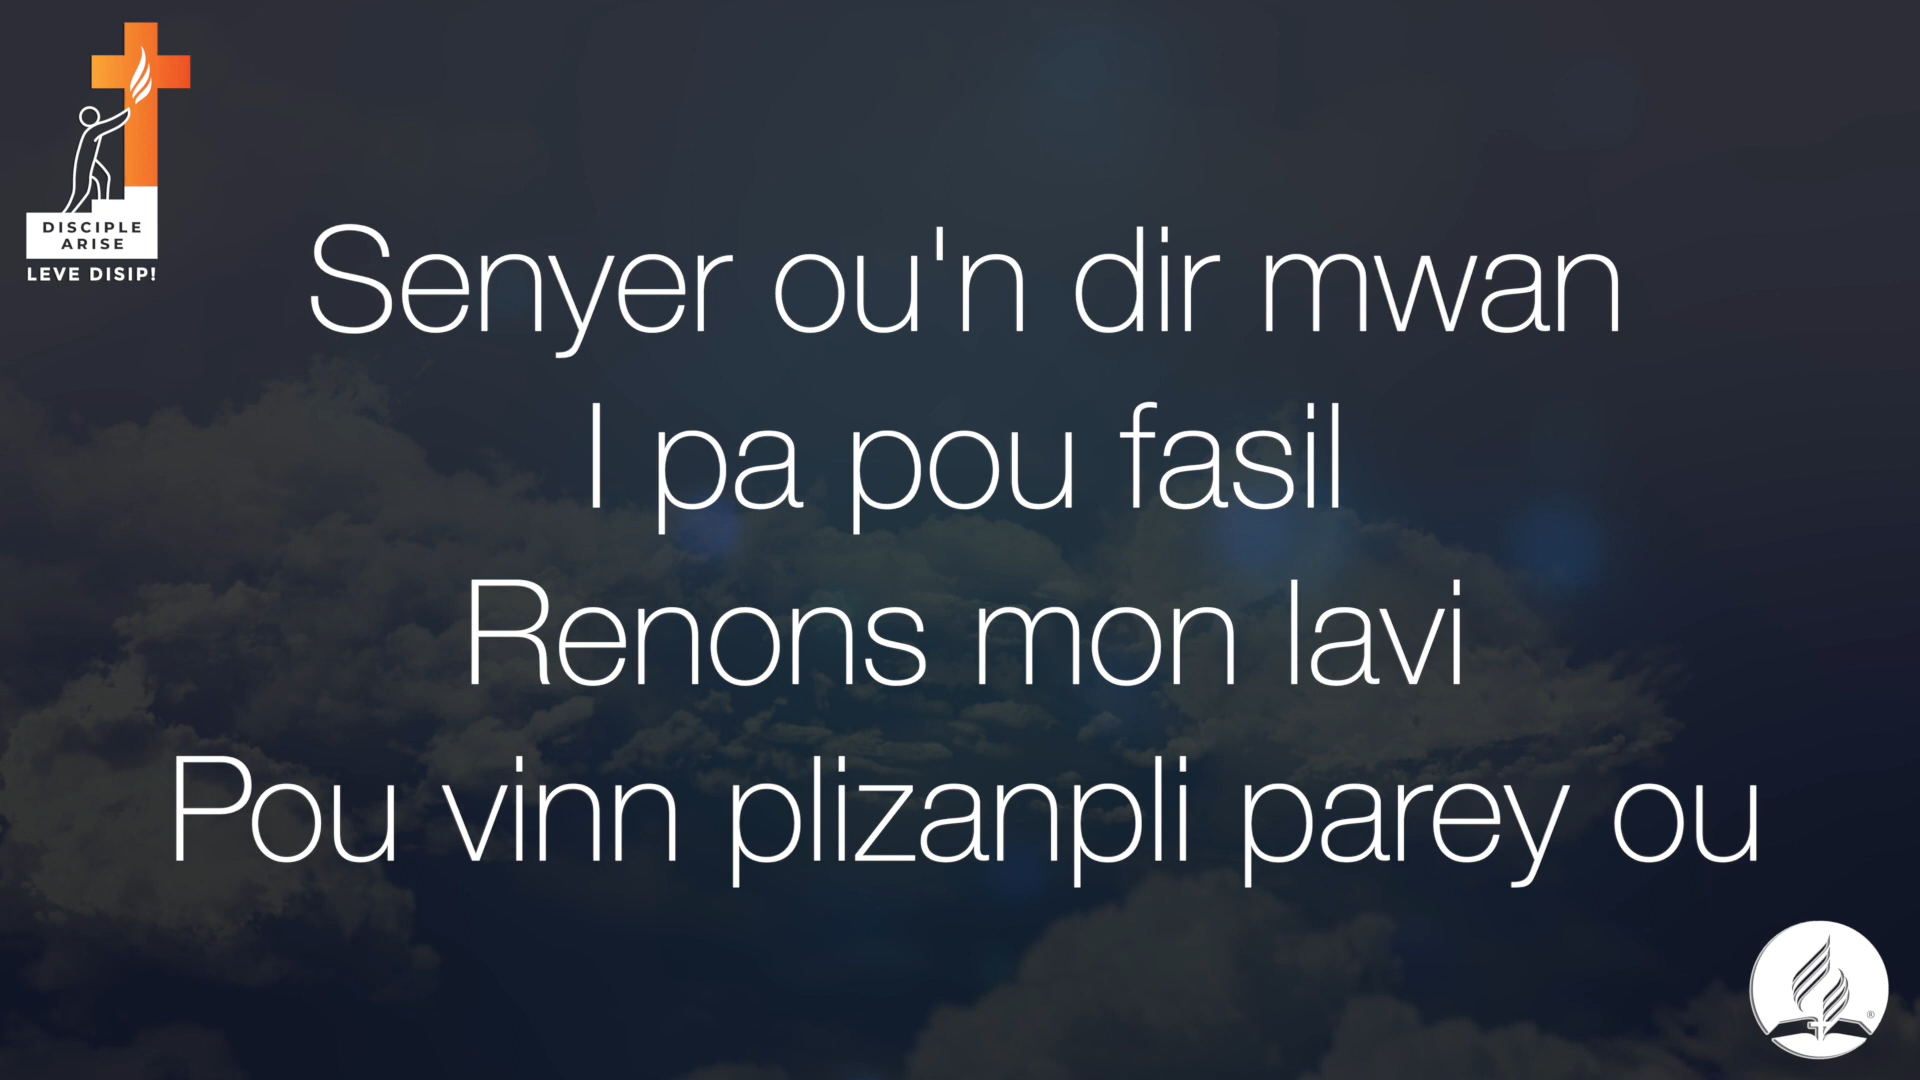 DISCIPLE
ARISE
LEVE DISIP!
Senyer ou'n dir mwan
I pa pou fasil
Renons mon lavi
Pou vinn plizanpli parey ou
®